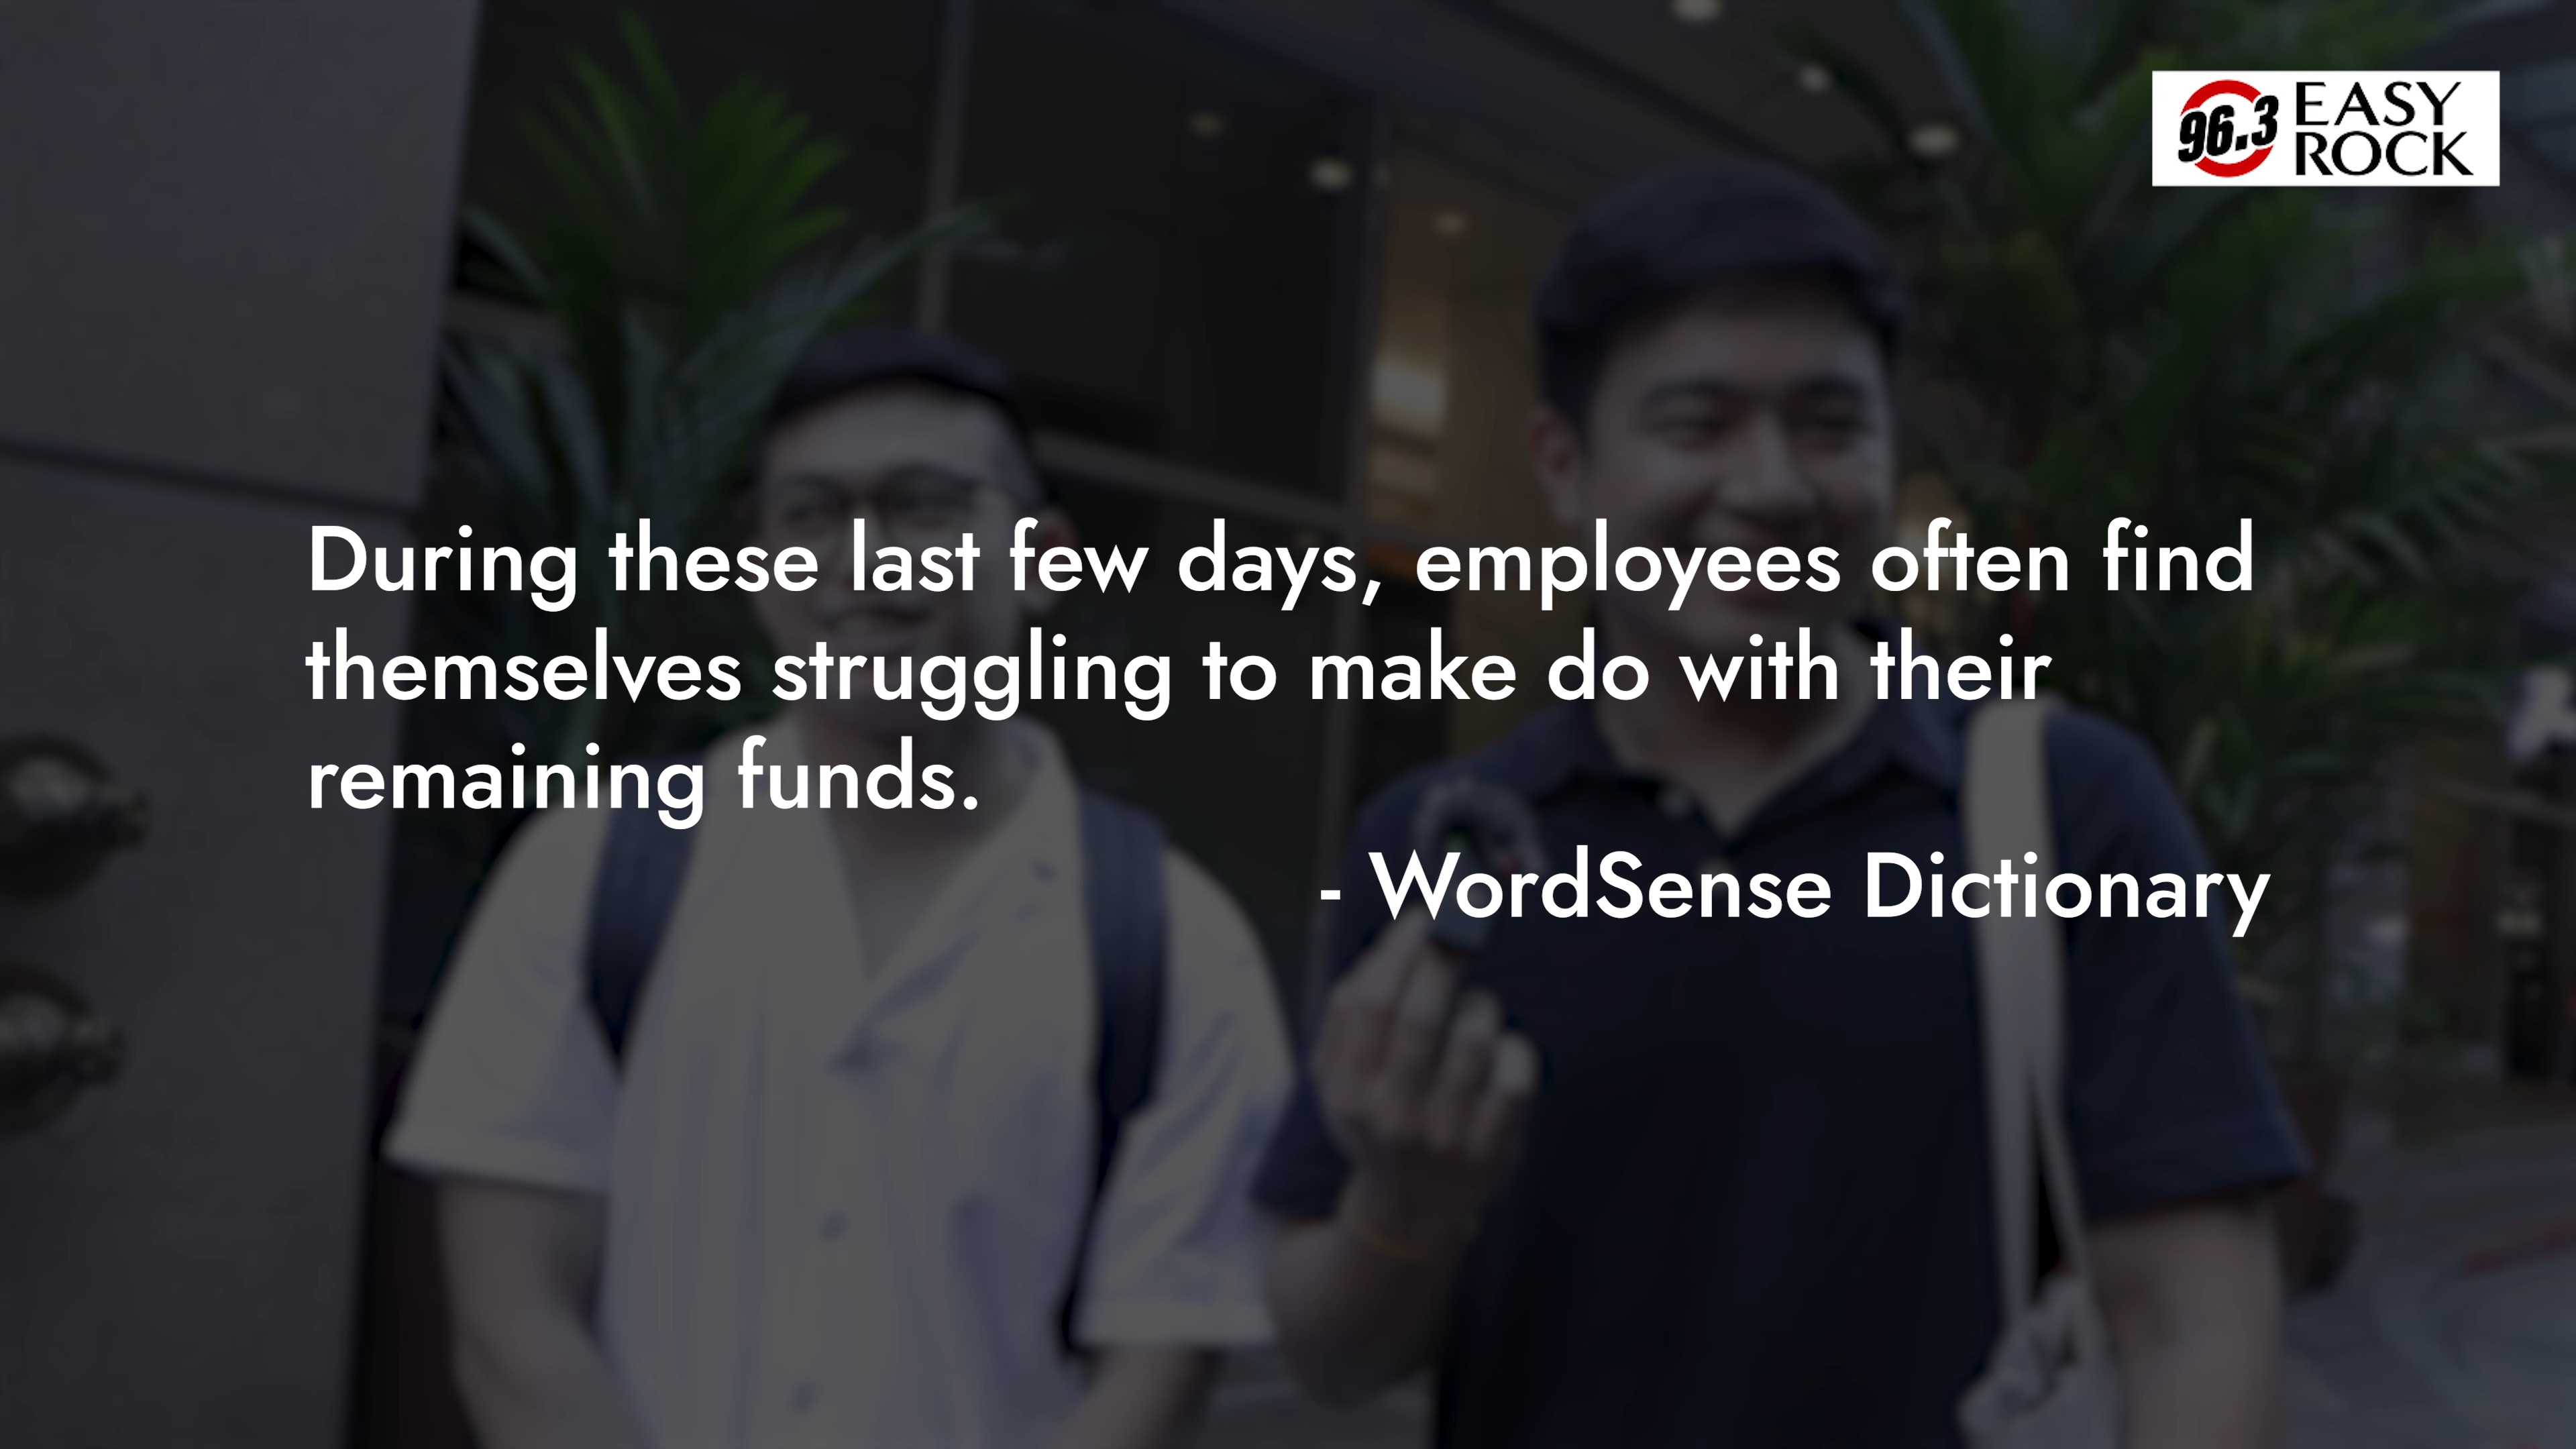 96.3 EASY
ROCK
During these last few days, employees often find
themselves struggling to make do with their
remaining funds.
- WordSense Dictionary